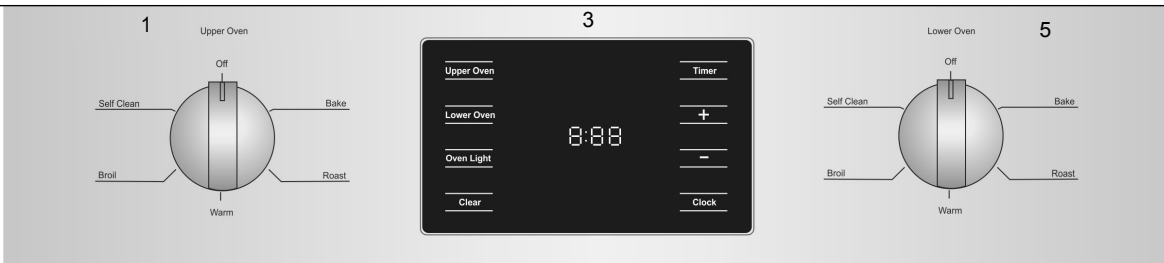 1
Upper Oven
Off
Self Clean
Bake
Broil
Roast
Warm
3
Upper Oven
Timer
Lower Oven
+
8:88
Oven Light
-
Clear
Clock
5
Lower Oven
Off
Self Clean
Bake
Broil
Roast
Warm